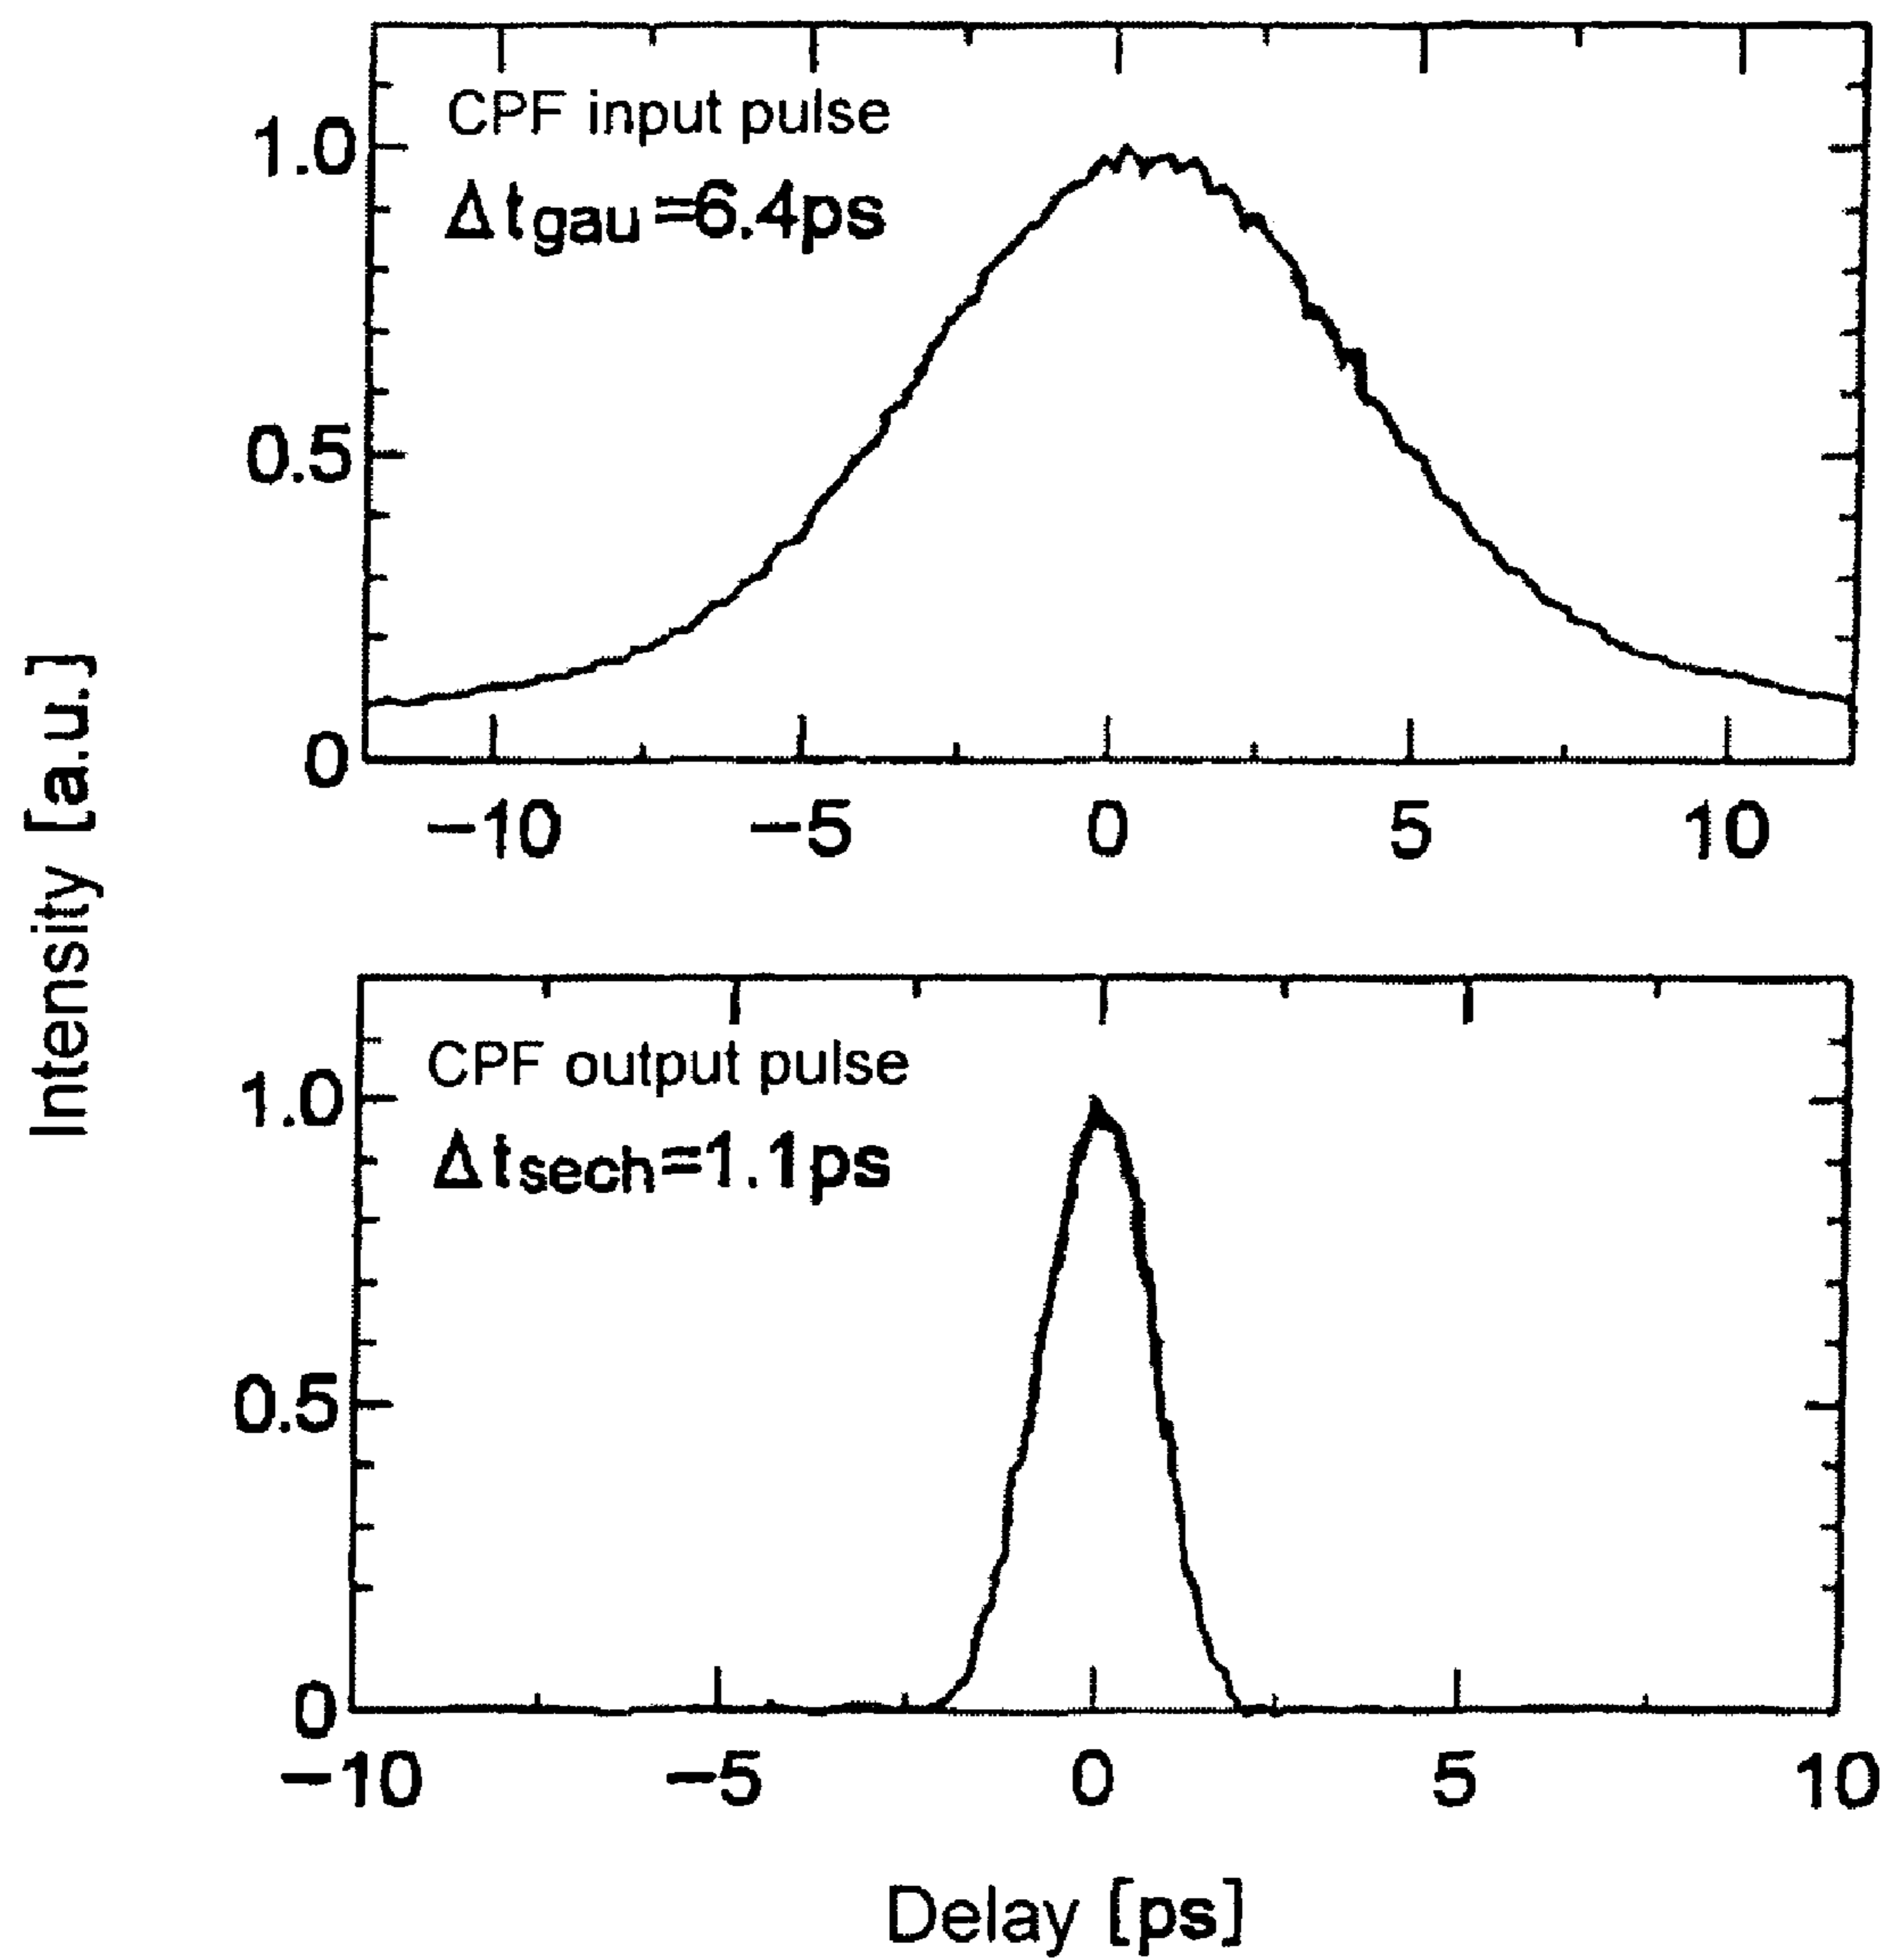 CPF input pulse
Δtgau=6.4ps
1.0
0.5
0
−10 −5 0 5 10
Intensity [a.u.]
CPF output pulse
Δtsech=1.1ps
1.0
0.5
0
−10 −5 0 5 10
Delay [ps]